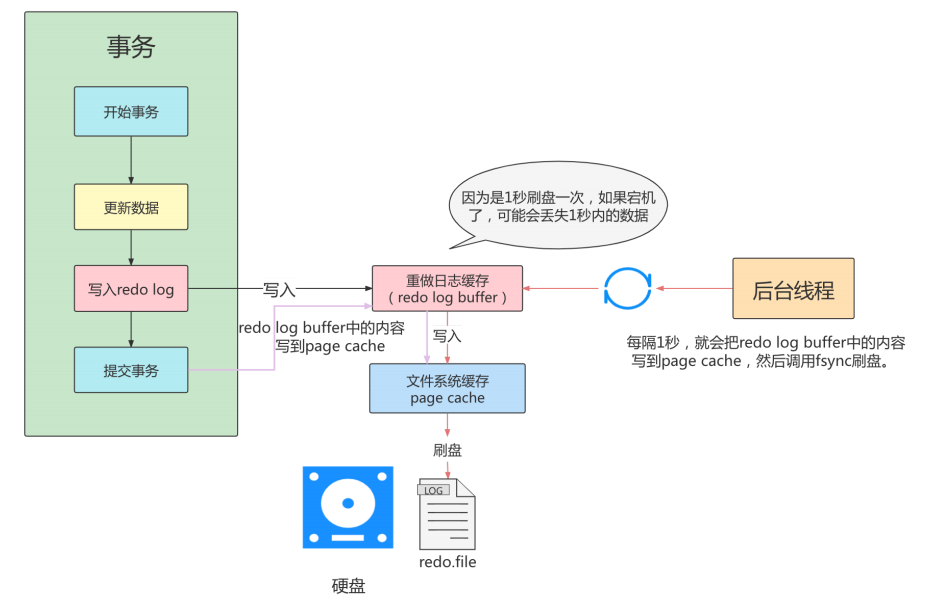 事务
开始事务
更新数据
写入redo log
提交事务
写入
redo log buffer中的内容
写到page cache
因为是1秒刷盘一次，如果宕机
了，可能会丢失1秒内的数据
重做日志缓存
（redo log buffer）
写入
文件系统缓存
page cache
刷盘
LOG
redo.file
硬盘
后台线程
每隔1秒，就会把redo log buffer中的内容
写到page cache，然后调用fsync刷盘。